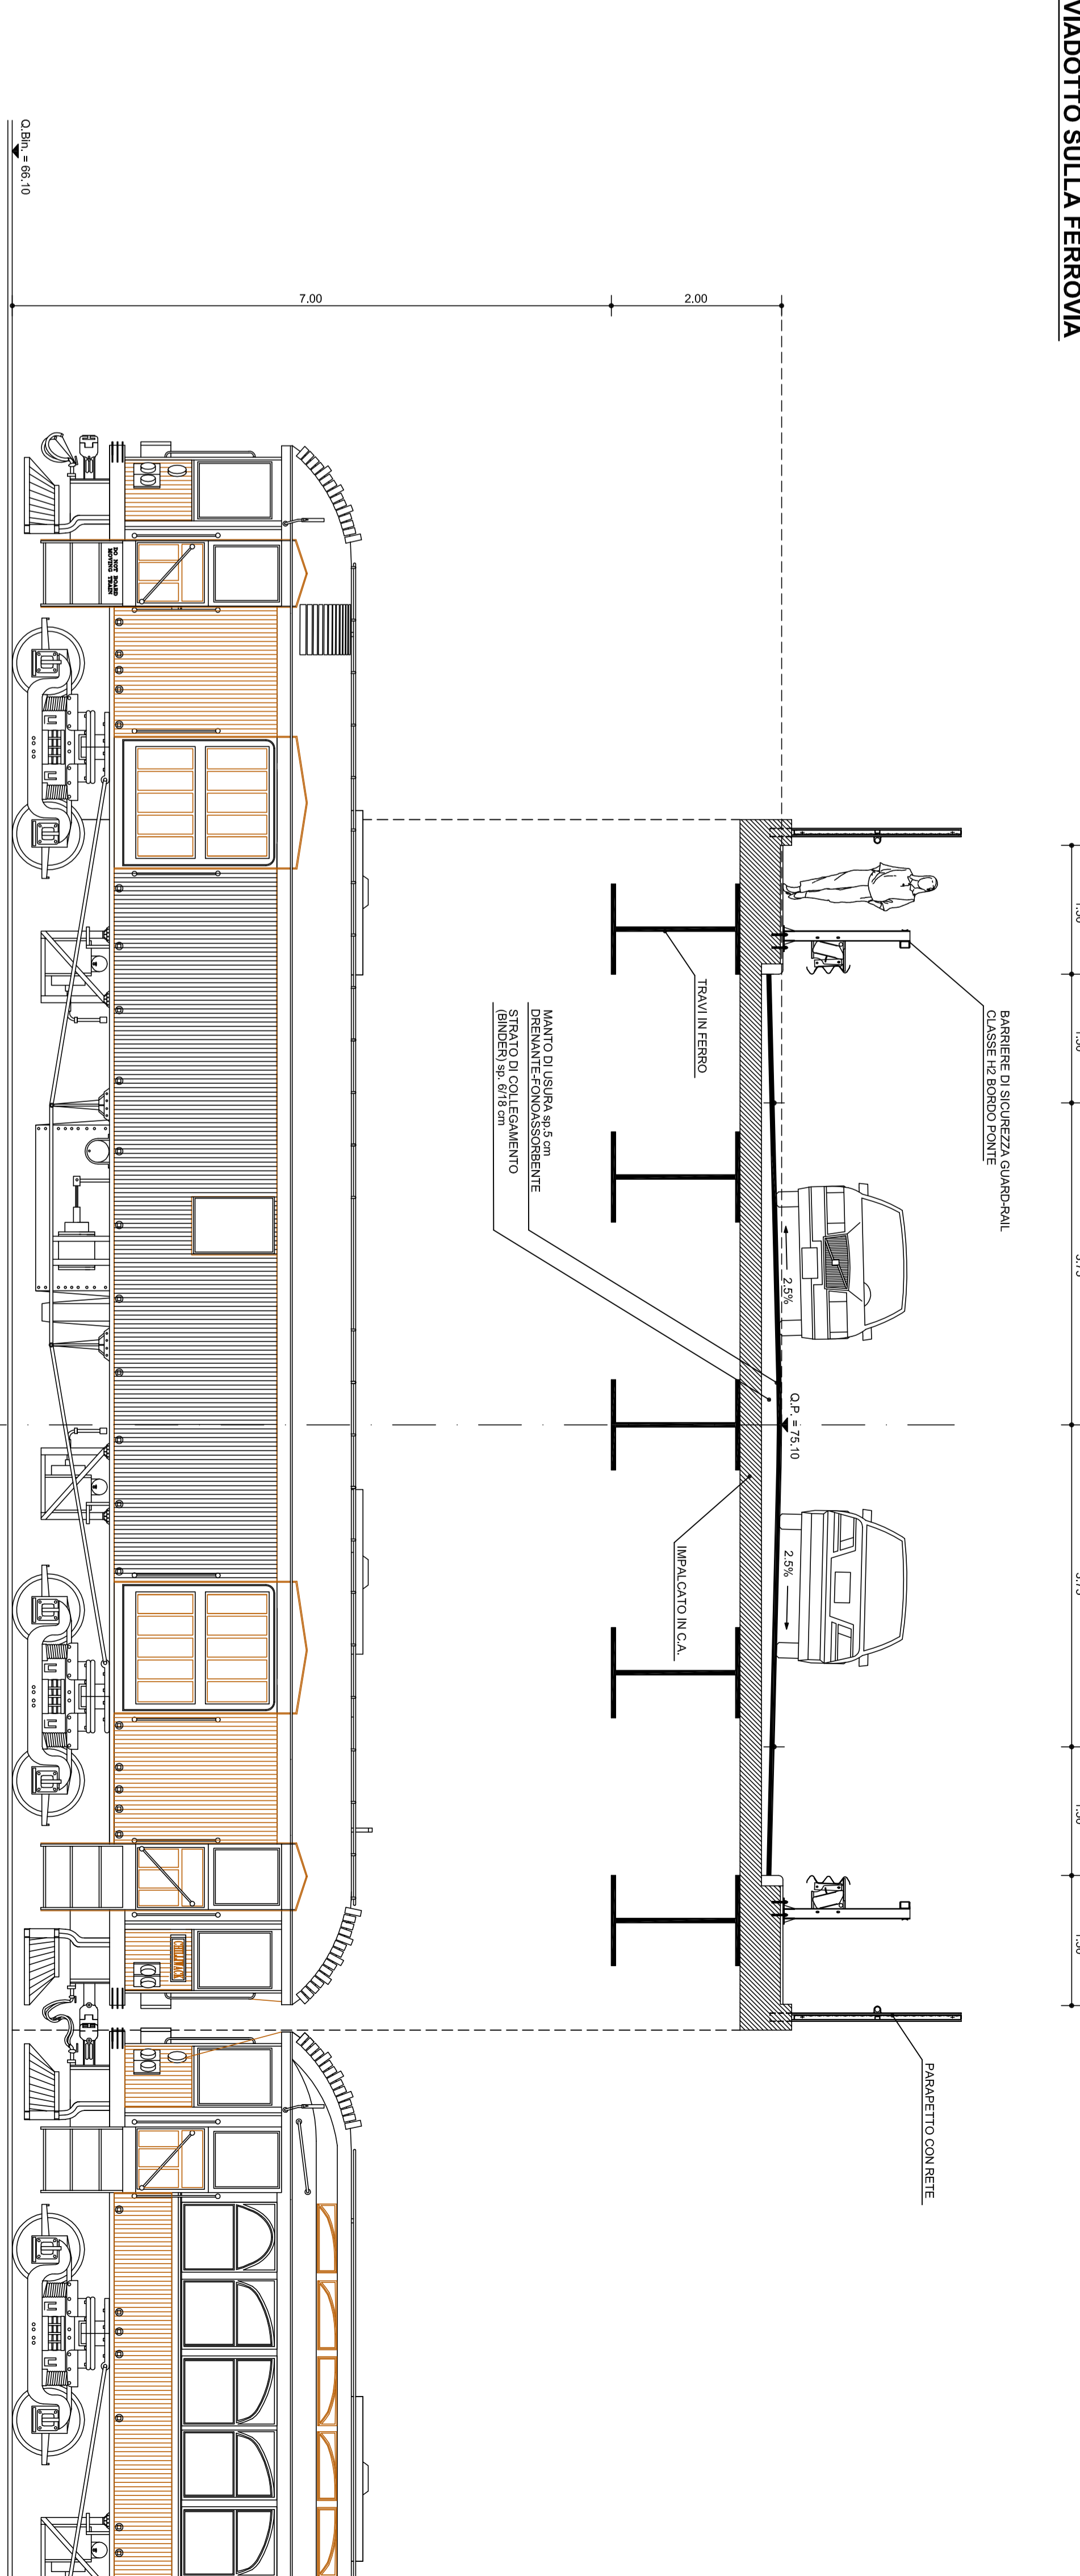 VIADOTTO SULLA FERROVIA
BARRIERE DI SICUREZZA GUARD-RAIL
CLASSE H2 BORDO PONTE
PARAPETTO CON RETE
Q.P. = 75.10
2.5%
2.5%
2.00
TRAVI IN FERRO
IMPALCATO IN C.A.
MANTO DI USURA sp.5 cm
DRENANTE-FONOASSORBENTE
STRATO DI COLLEGAMENTO
(BINDER) sp. 6/18 cm
7.00
CHILLIWACK
DO NOT BOARD
MOVING TRAIN
Q.Bin. = 66.10